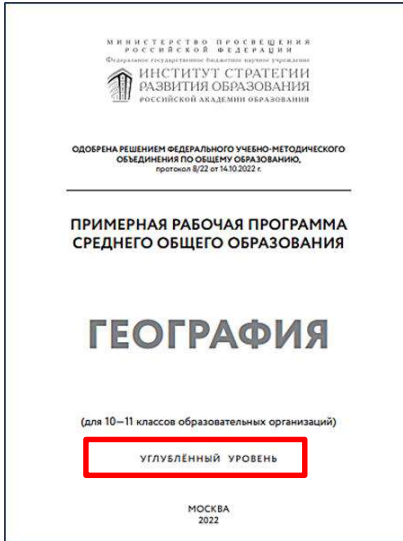 МИНИСТЕРСТВО ПРОСВЕЩЕНИЯ
РОССИЙСКОЙ ФЕДЕРАЦИИ
Федеральное государственное бюджетное научное учреждение
ИНСТИТУТ СТРАТЕГИИ
РАЗВИТИЯ ОБРАЗОВАНИЯ
РОССИЙСКОЙ АКАДЕМИИ ОБРАЗОВАНИЯ
ОДОБРЕНА РЕШЕНИЕМ ФЕДЕРАЛЬНОГО УЧЕБНО-МЕТОДИЧЕСКОГО
ОБЪЕДИНЕНИЯ ПО ОБЩЕМУ ОБРАЗОВАНИЮ,
протокол 8/22 от 14.10.2022 г.
ПРИМЕРНАЯ РАБОЧАЯ ПРОГРАММА
СРЕДНЕГО ОБЩЕГО ОБРАЗОВАНИЯ
ГЕОГРАФИЯ
(для 10—11 классов образовательных организаций)
УГЛУБЛЁННЫЙ УРОВЕНЬ
МОСКВА
2022